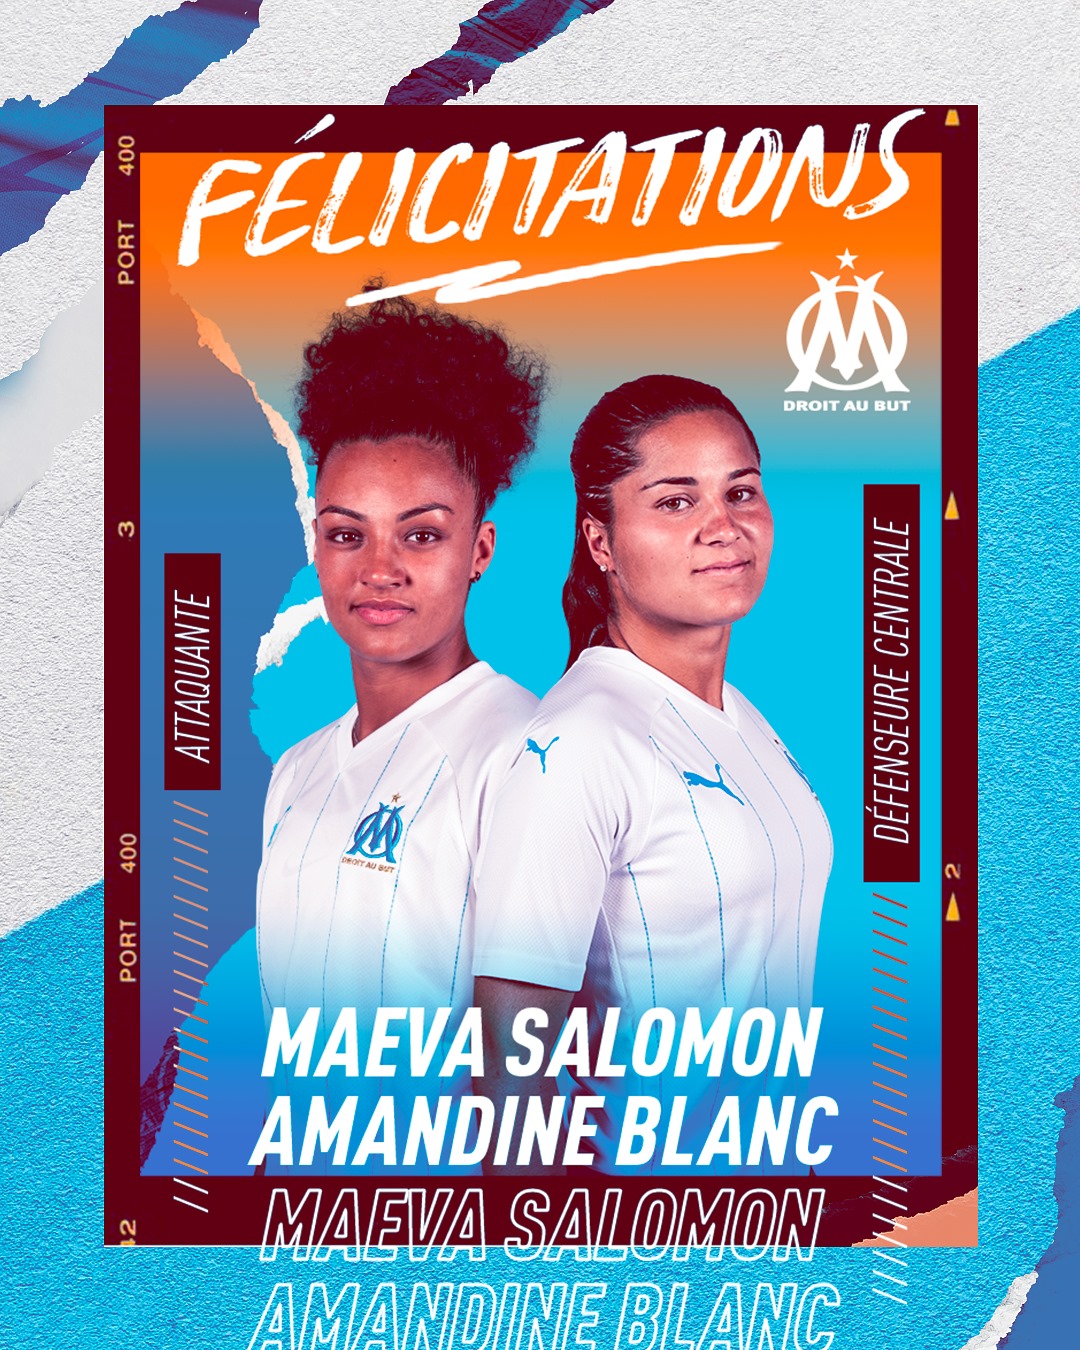 FÉLICITATIONS
DROIT AU BUT
400
PORT
3
ATTAQUANTE
DÉFENSEURE CENTRALE
DROIT AU BUT
400
PORT
2
MAEVA SALOMON
AMANDINE BLANC
MAEVA SALOMON
AMANDINE BLANC